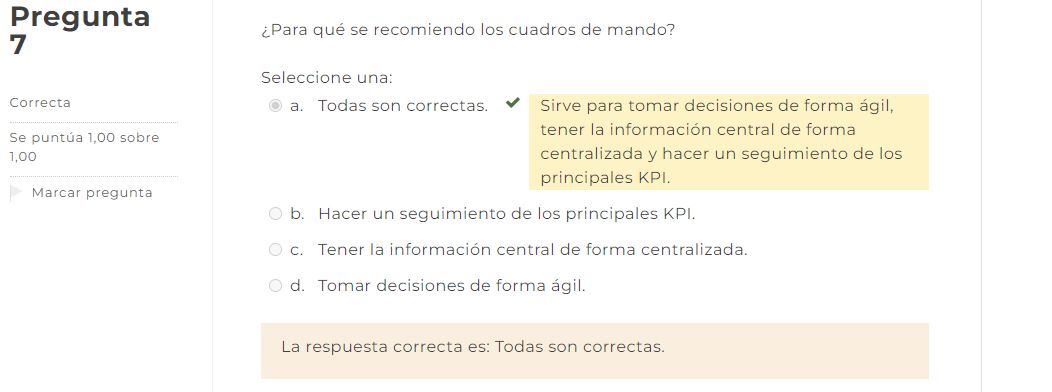 Pregunta
7
Correcta
Se puntúa 1,00 sobre
1,00
Marcar pregunta
¿Para qué se recomiendo los cuadros de mando?
Seleccione una:
a. Todas son correctas.
Sirve para tomar decisiones de forma ágil,
tener la información central de forma
centralizada y hacer un seguimiento de los
principales KPI.
b. Hacer un seguimiento de los principales KPI.
c. Tener la información central de forma centralizada.
d. Tomar decisiones de forma ágil.
La respuesta correcta es: Todas son correctas.